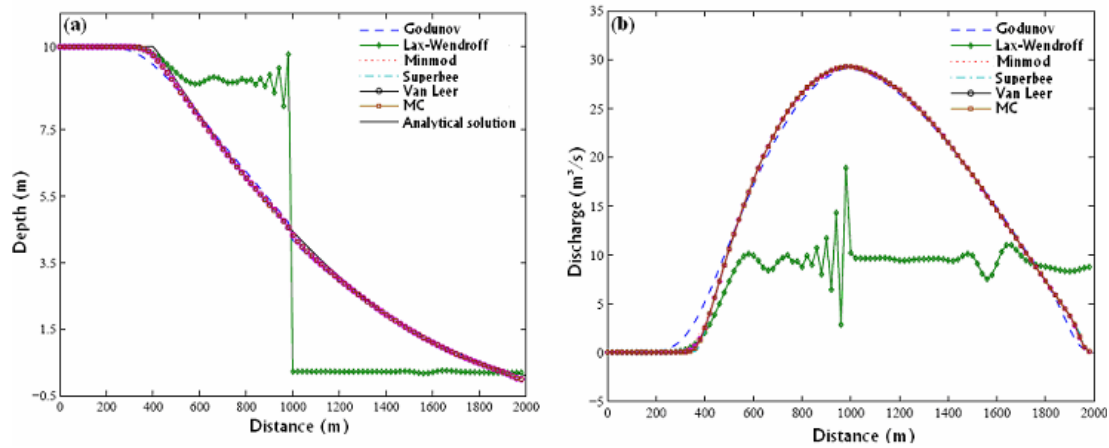 (a)
Godunov
Lax-Wendroff
Minmod
Superbee
Van Leer
MC
Analytical solution
10
7.5
5.5
3.5
1.5
−0.5
Depth (m)
0 200 400 600 800 1000 1200 1400 1600 1800 2000
Distance (m)
(b)
Godunov
Lax-Wendroff
Minmod
Superbee
Van Leer
MC
35
30
25
20
15
10
5
0
−5
Discharge (m³/s)
0 200 400 600 800 1000 1200 1400 1600 1800 2000
Distance (m)